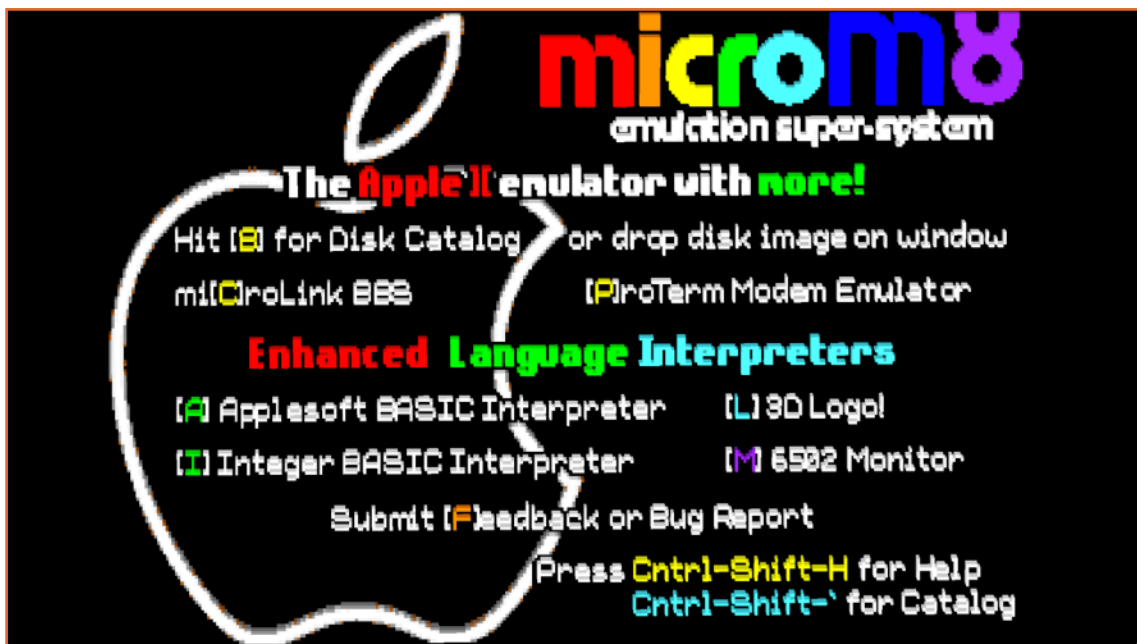 microM8
emulation super-system
The Apple ][ emulator with more!
Hit [8] for Disk Catalog or drop disk image on window
mi[C]roLink BBS [P]roTerm Modem Emulator
Enhanced Language Interpreters
[A] Applesoft BASIC Interpreter [L] 3D Logo!
[I] Integer BASIC Interpreter [M] 6502 Monitor
Submit [F]eedback or Bug Report
Press Cntrl-Shift-H for Help
Cntrl-Shift-` for Catalog